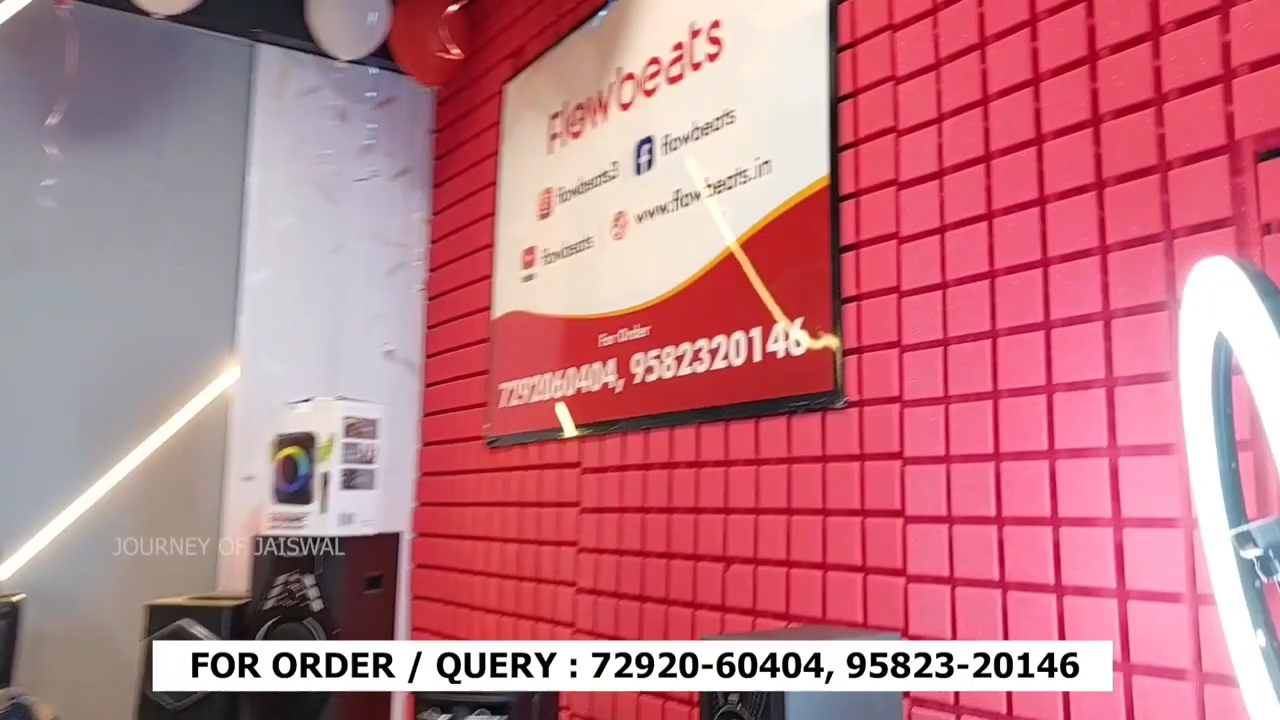 Flowbeats
flowbeats
flowbeats
www.flowbeats.in
flowbeats
For Order
7292060404, 9582320146
JOURNEY OF JAISWAL
FOR ORDER / QUERY : 72920-60404, 95823-20146